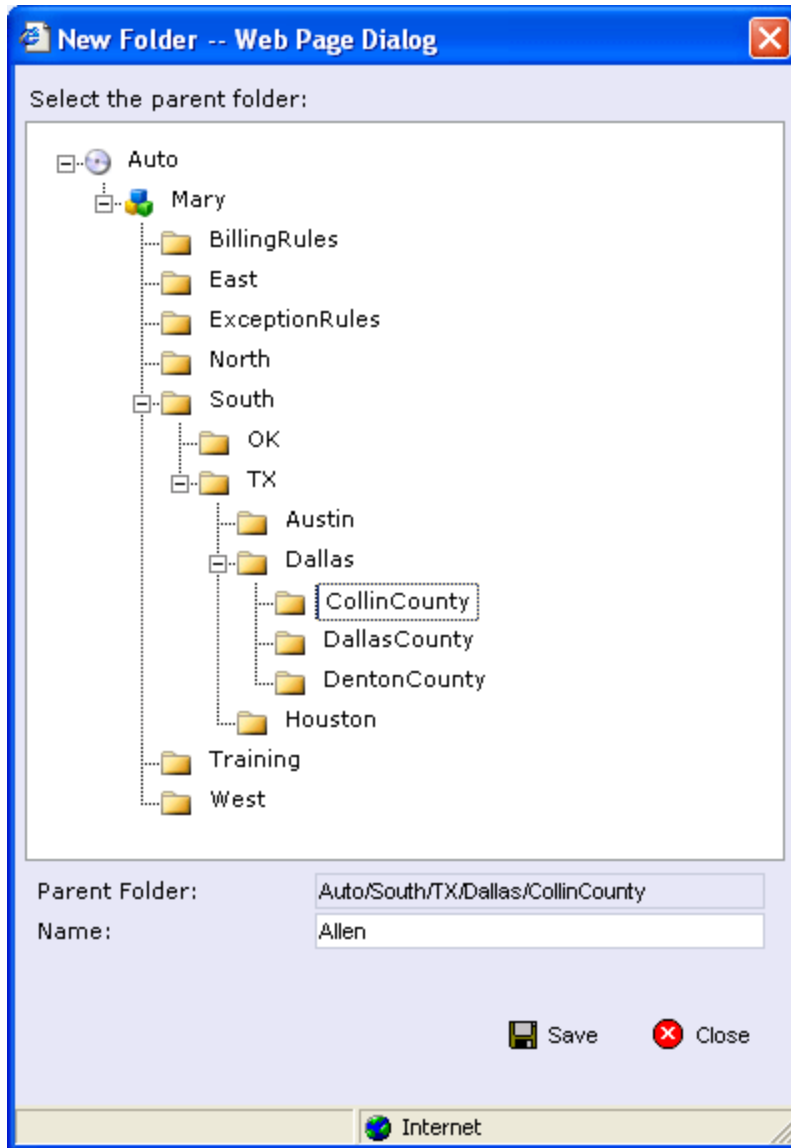 New Folder -- Web Page Dialog
Select the parent folder:
Auto
Mary
BillingRules
East
ExceptionRules
North
South
OK
TX
Austin
Dallas
CollinCounty
DallasCounty
DentonCounty
Houston
Training
West
Parent Folder: Auto/South/TX/Dallas/CollinCounty
Name: Allen
Save Close
Internet